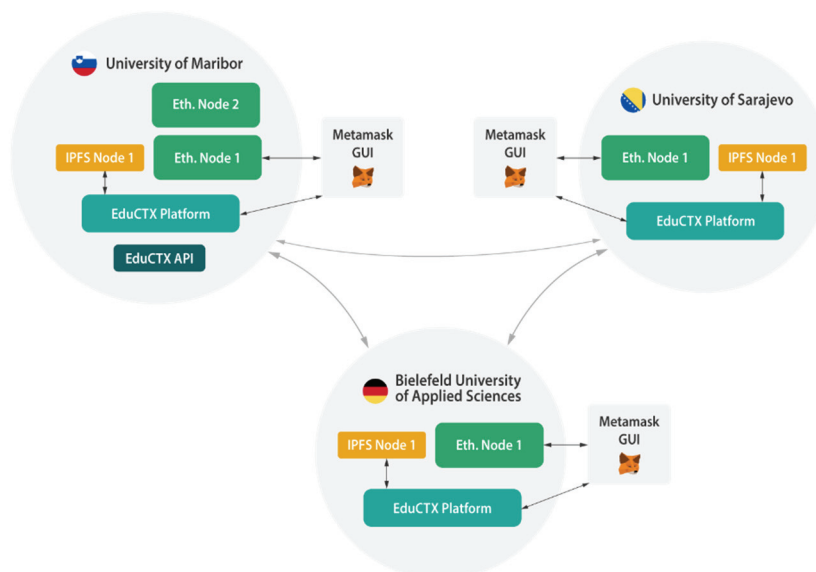 University of Maribor
Eth. Node 2
IPFS Node 1
Eth. Node 1
EduCTX Platform
EduCTX API
Metamask
GUI
Metamask
GUI
University of Sarajevo
Eth. Node 1
IPFS Node 1
EduCTX Platform
Bielefeld University
of Applied Sciences
IPFS Node 1
Eth. Node 1
EduCTX Platform
Metamask
GUI